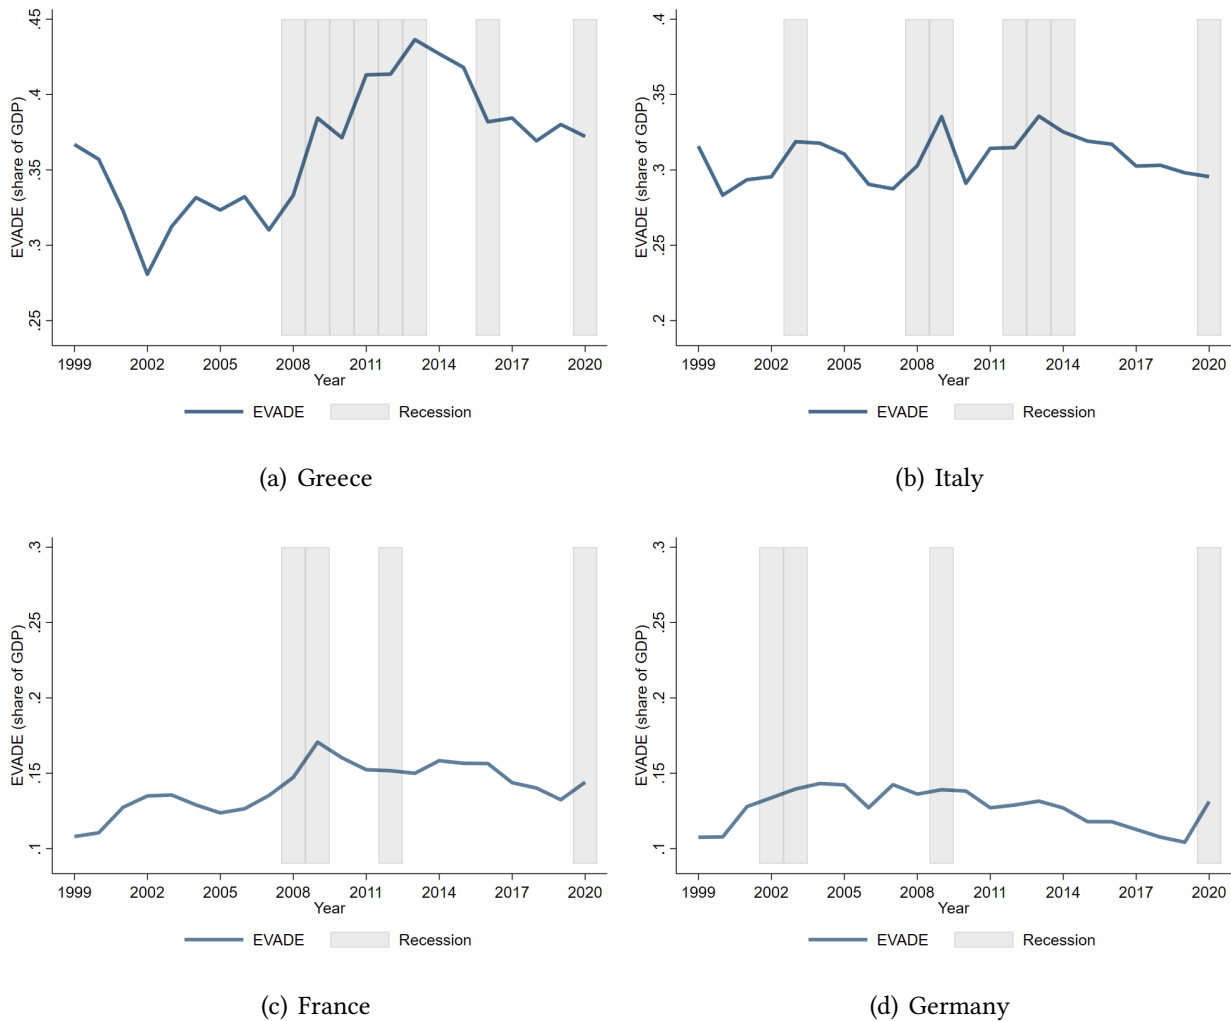 EVADE (share of GDP)
.45
.4
.35
.3
.25
1999 2002 2005 2008 2011 2014 2017 2020
Year
EVADE Recession
(a) Greece
EVADE (share of GDP)
.4
.35
.3
.25
.2
1999 2002 2005 2008 2011 2014 2017 2020
Year
EVADE Recession
(b) Italy
EVADE (share of GDP)
.3
.25
.2
.15
.1
1999 2002 2005 2008 2011 2014 2017 2020
Year
EVADE Recession
(c) France
EVADE (share of GDP)
.3
.25
.2
.15
.1
1999 2002 2005 2008 2011 2014 2017 2020
Year
EVADE Recession
(d) Germany